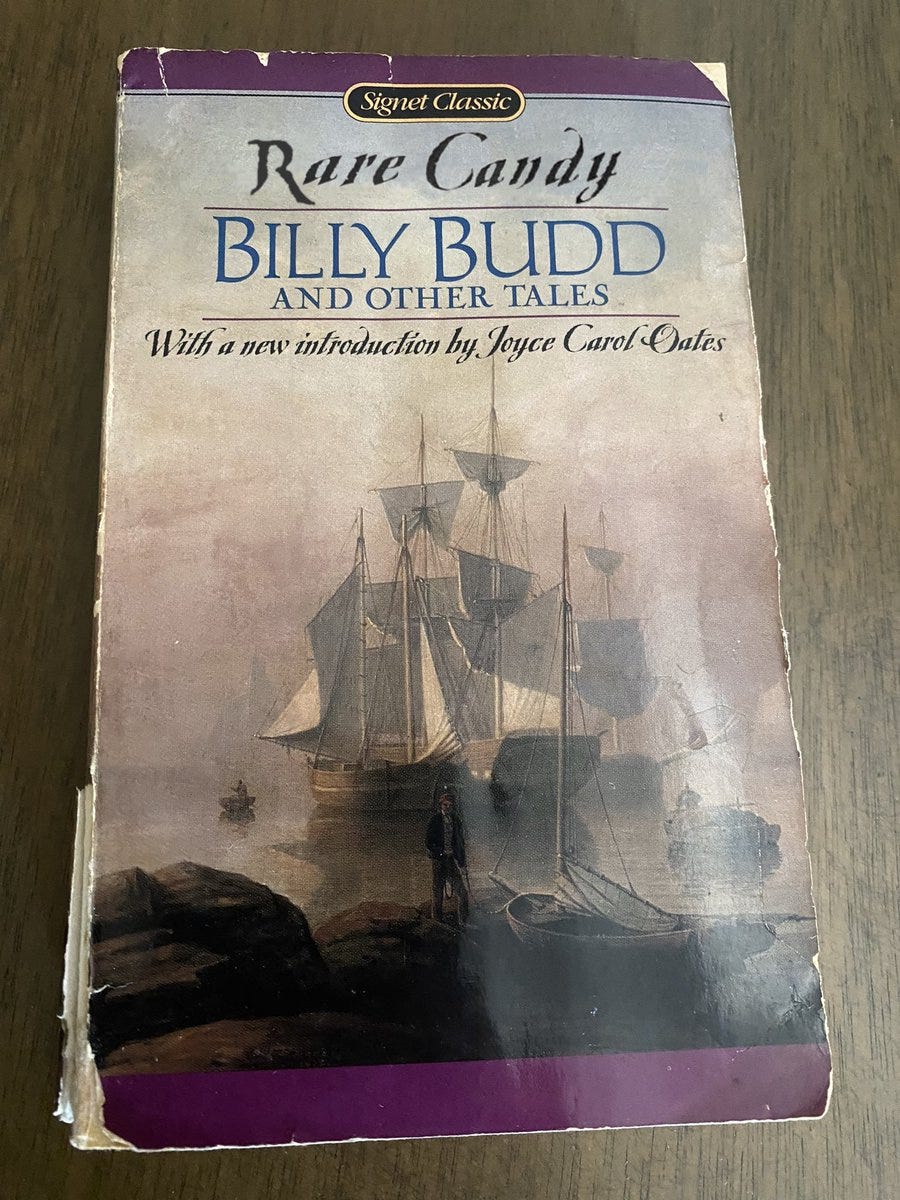 Signet Classic
Rare Candy
BILLY BUDD
AND OTHER TALES
With a new introduction by Joyce Carol Oates